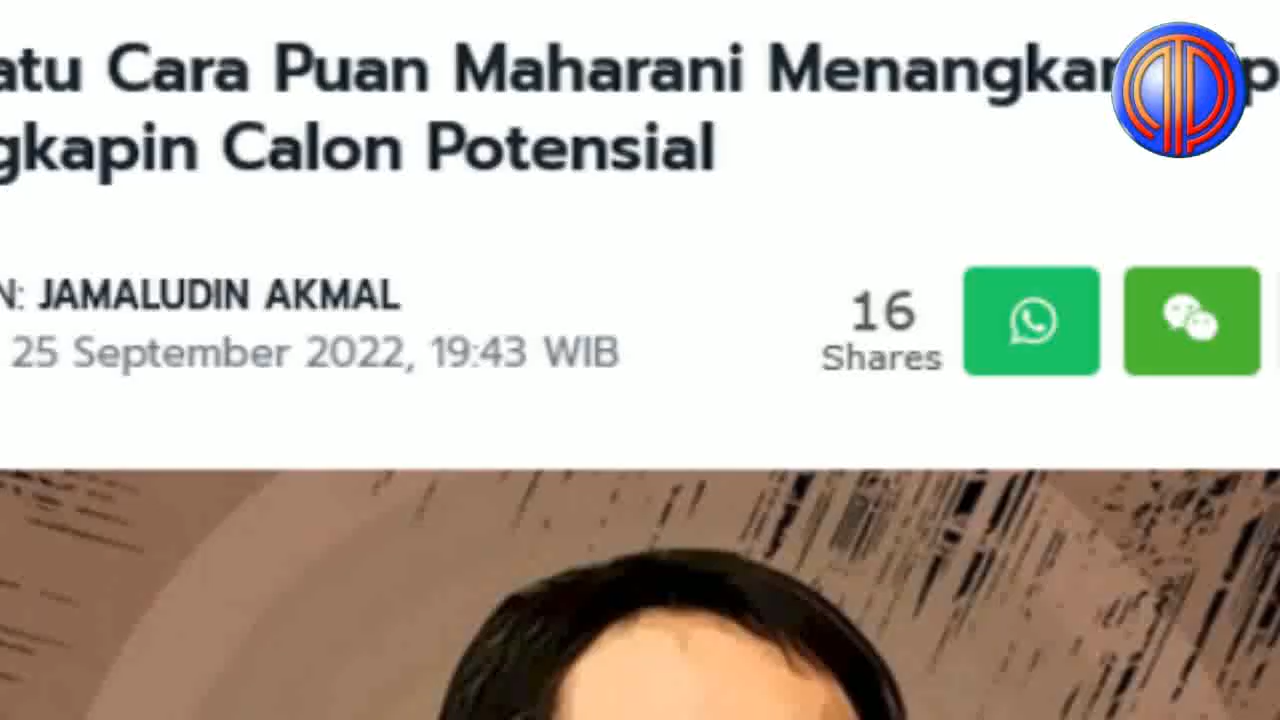 atu Cara Puan Maharani Menangkan
gkapin Calon Potensial
N: JAMALUDIN AKMAL
25 September 2022, 19:43 WIB
16
Shares